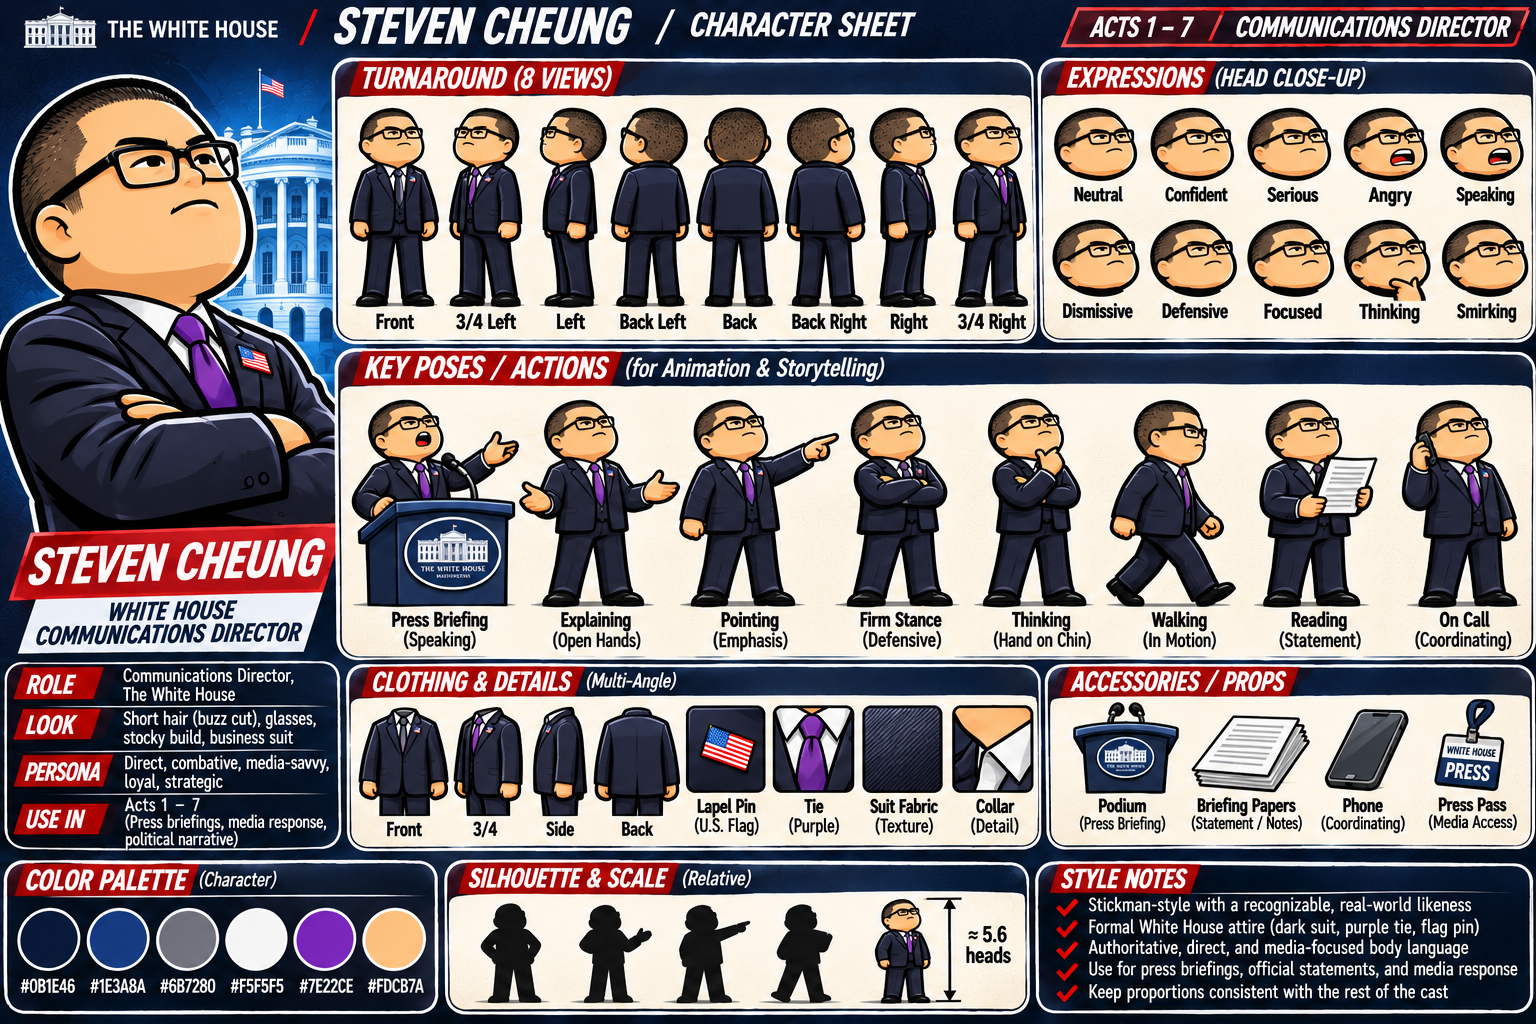 THE WHITE HOUSE / STEVEN CHEUNG / CHARACTER SHEET
ACTS 1 – 7 / COMMUNICATIONS DIRECTOR
TURNAROUND (8 VIEWS)
Front
3/4 Left
Left
Back Left
Back
Back Right
Right
3/4 Right
EXPRESSIONS (HEAD CLOSE-UP)
Neutral
Confident
Serious
Angry
Speaking
Dismissive
Defensive
Focused
Thinking
Smirking
KEY POSES / ACTIONS (for Animation & Storytelling)
THE WHITE HOUSE
WASHINGTON
Press Briefing
(Speaking)
Explaining
(Open Hands)
Pointing
(Emphasis)
Firm Stance
(Defensive)
Thinking
(Hand on Chin)
Walking
(In Motion)
Reading
(Statement)
On Call
(Coordinating)
STEVEN CHEUNG
WHITE HOUSE
COMMUNICATIONS DIRECTOR
ROLE
Communications Director,
The White House
LOOK
Short hair (buzz cut), glasses,
stocky build, business suit
PERSONA
Direct, combative, media-savvy,
loyal, strategic
USE IN
Acts 1 – 7
(Press briefings, media response,
political narrative)
CLOTHING & DETAILS (Multi-Angle)
Front
3/4
Side
Back
Lapel Pin
(U.S. Flag)
Tie
(Purple)
Suit Fabric
(Texture)
Collar
(Detail)
ACCESSORIES / PROPS
THE WHITE HOUSE
Podium
(Press Briefing)
Briefing Papers
(Statement / Notes)
Phone
(Coordinating)
WHITE HOUSE
PRESS
Press Pass
(Media Access)
COLOR PALETTE (Character)
#0B1E46
#1E3A8A
#6B7280
#F5F5F5
#7E22CE
#FDCB7A
SILHOUETTE & SCALE (Relative)
≈ 5.6
heads
STYLE NOTES
Stickman-style with a recognizable, real-world likeness
Formal White House attire (dark suit, purple tie, flag pin)
Authoritative, direct, and media-focused body language
Use for press briefings, official statements, and media response
Keep proportions consistent with the rest of the cast